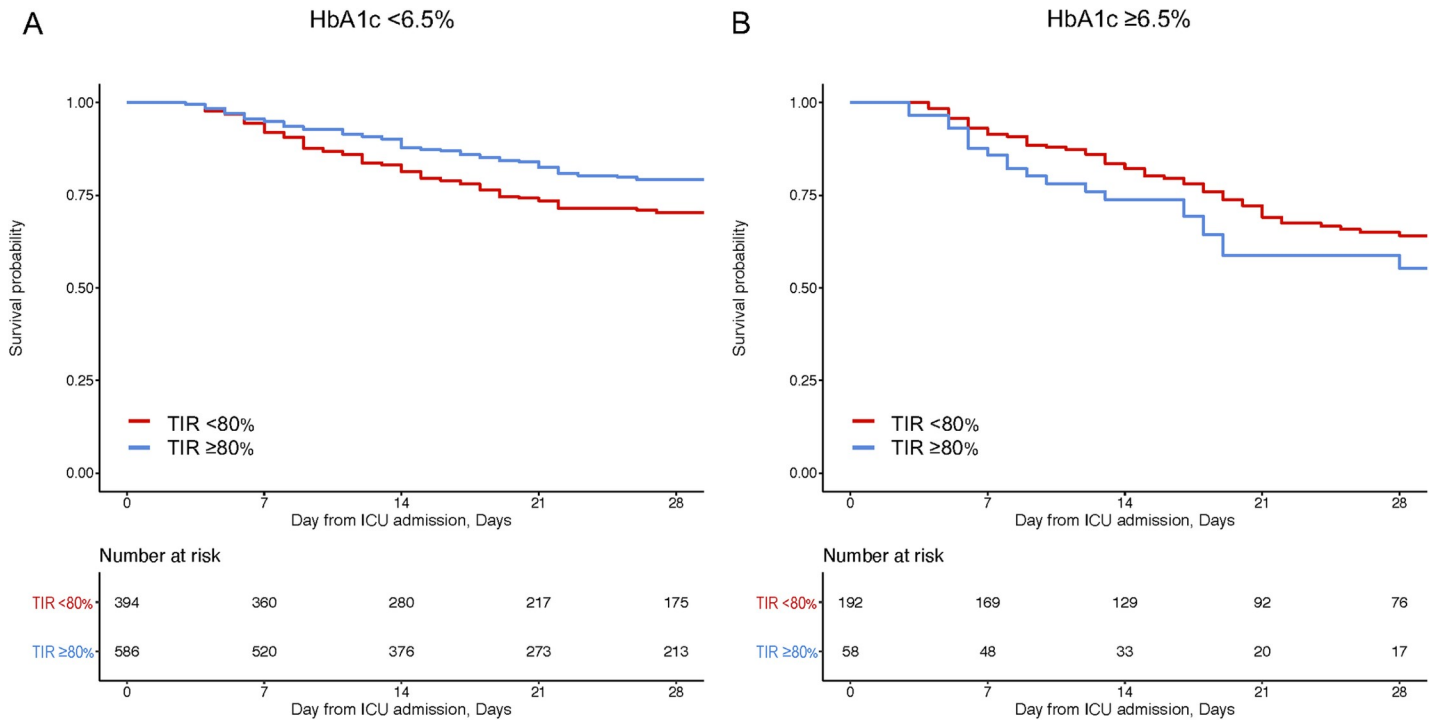 A
HbA1c <6.5%
1.00
0.75
0.50
0.25
0.00
Survival probability
TIR <80%
TIR ≥80%
0 7 14 21 28
Day from ICU admission, Days
Number at risk
TIR <80% 394 360 280 217 175
TIR ≥80% 586 520 376 273 213
0 7 14 21 28
Day from ICU admission, Days
B
HbA1c ≥6.5%
1.00
0.75
0.50
0.25
0.00
Survival probability
TIR <80%
TIR ≥80%
0 7 14 21 28
Day from ICU admission, Days
Number at risk
TIR <80% 192 169 129 92 76
TIR ≥80% 58 48 33 20 17
0 7 14 21 28
Day from ICU admission, Days